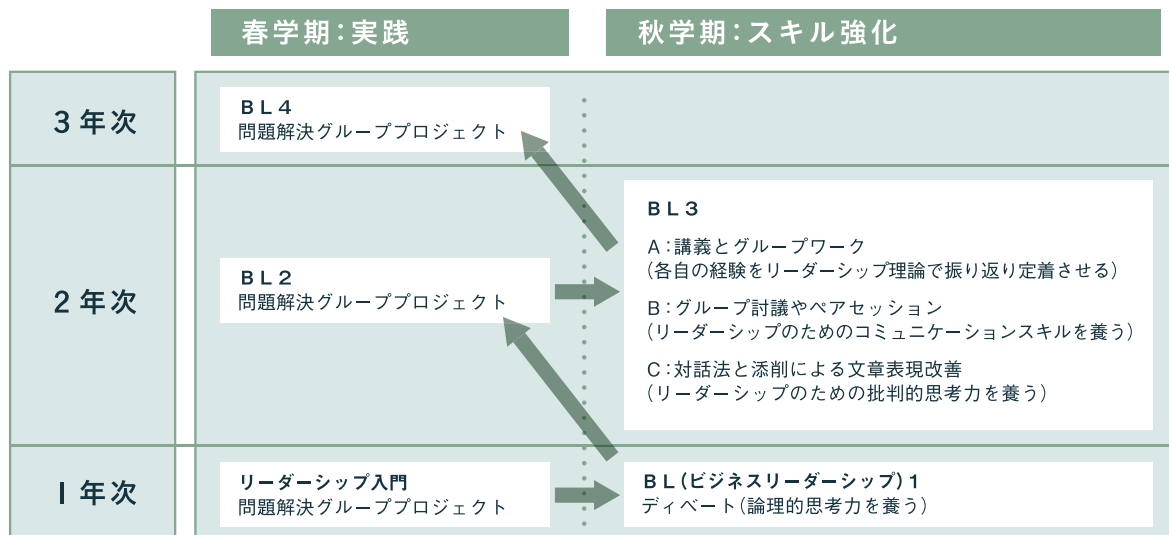 春学期：実践
秋学期：スキル強化
3年次
BL4
問題解決グループプロジェクト
2年次
BL2
問題解決グループプロジェクト
BL3
A：講義とグループワーク
（各自の経験をリーダーシップ理論で振り返り定着させる）
B：グループ討議やペアセッション
（リーダーシップのためのコミュニケーションスキルを養う）
C：対話法と添削による文章表現改善
（リーダーシップのための批判的思考力を養う）
1年次
リーダーシップ入門
問題解決グループプロジェクト
BL（ビジネスリーダーシップ）1
ディベート（論理的思考力を養う）